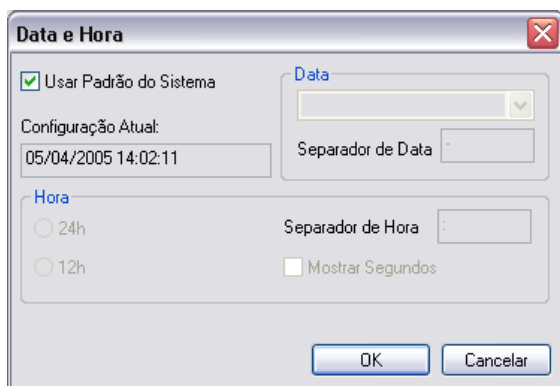 Data e Hora
Usar Padrão do Sistema
Configuração Atual:
05/04/2005 14:02:11
Data
Separador de Data
Hora
24h
12h
Separador de Hora :
Mostrar Segundos
OK
Cancelar